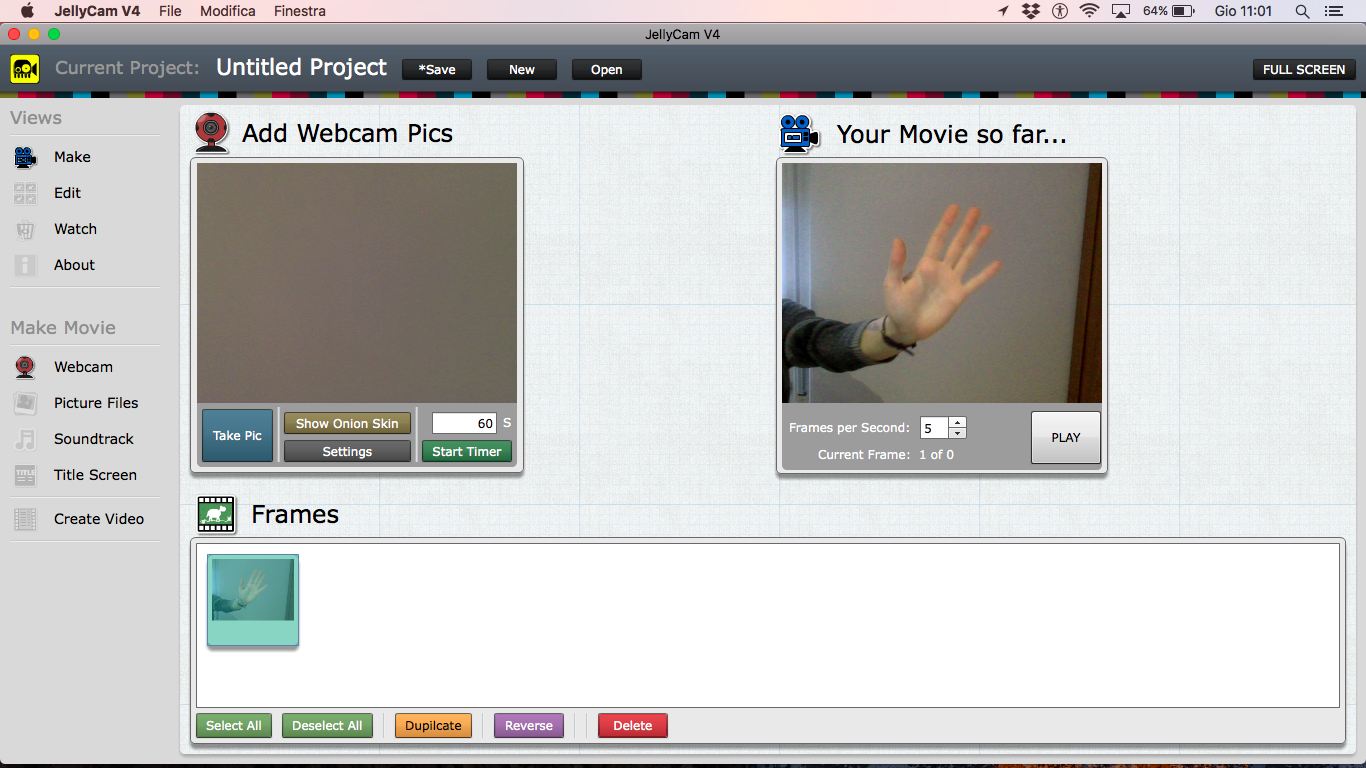 JellyCam V4 File Modifica Finestra 64% Gio 11:01
JellyCam V4
Current Project: Untitled Project *Save New Open FULL SCREEN
Views
Make
Edit
Watch
About
Make Movie
Webcam
Picture Files
Soundtrack
TITLE Title Screen
Create Video
Add Webcam Pics
Take Pic
Show Onion Skin
Settings
60 S
Start Timer
Your Movie so far...
Frames per Second: 5
Current Frame: 1 of 0
PLAY
Frames
Select All Deselect All Dupilcate Reverse Delete